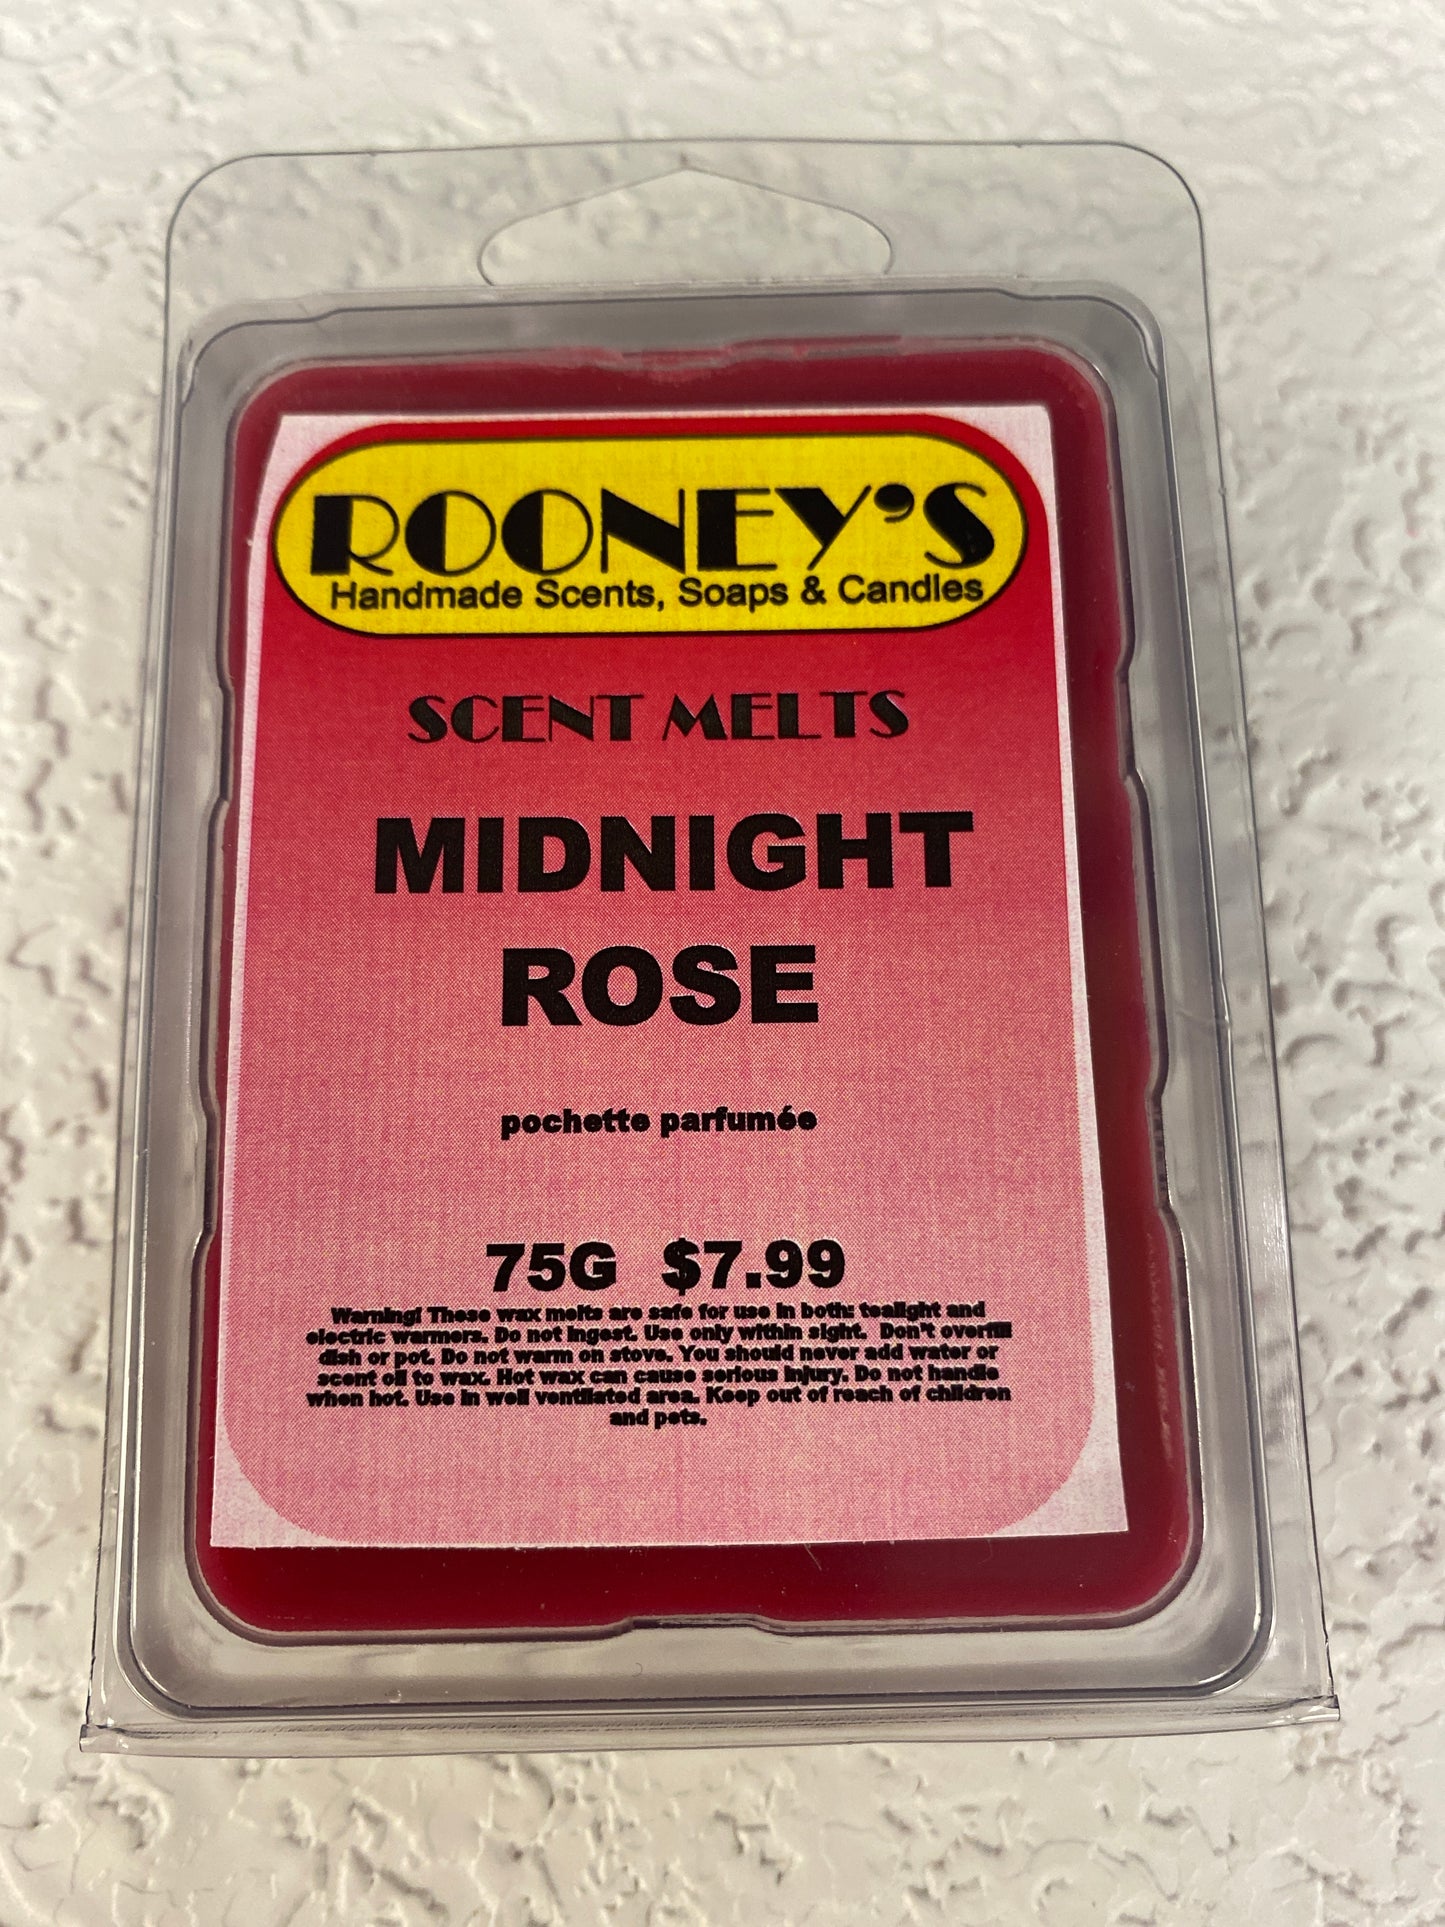 ROONEY'S
Handmade Scents, Soaps & Candles
SCENT MELTS
MIDNIGHT
ROSE
pochette parfumée
75G $7.99
Warning! These wax melts are safe for use in both: tealight and
electric warmers. Do not ingest. Use only within sight. Don't overfill
dish or pot. Do not warm on stove. You should never add water or
scent oil to wax. Hot wax can cause serious injury. Do not handle
when hot. Use in well ventilated area. Keep out of reach of children
and pets.